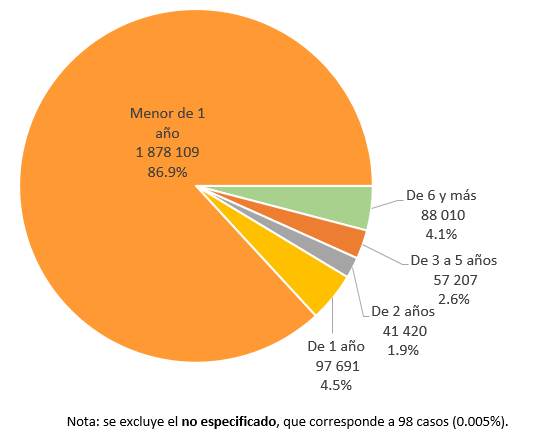 Menor de 1
año
1 878 109
86.9%
De 6 y más
88 010
4.1%
De 3 a 5 años
57 207
2.6%
De 2 años
41 420
1.9%
De 1 año
97 691
4.5%
Nota: se excluye el no especificado, que corresponde a 98 casos (0.005%).